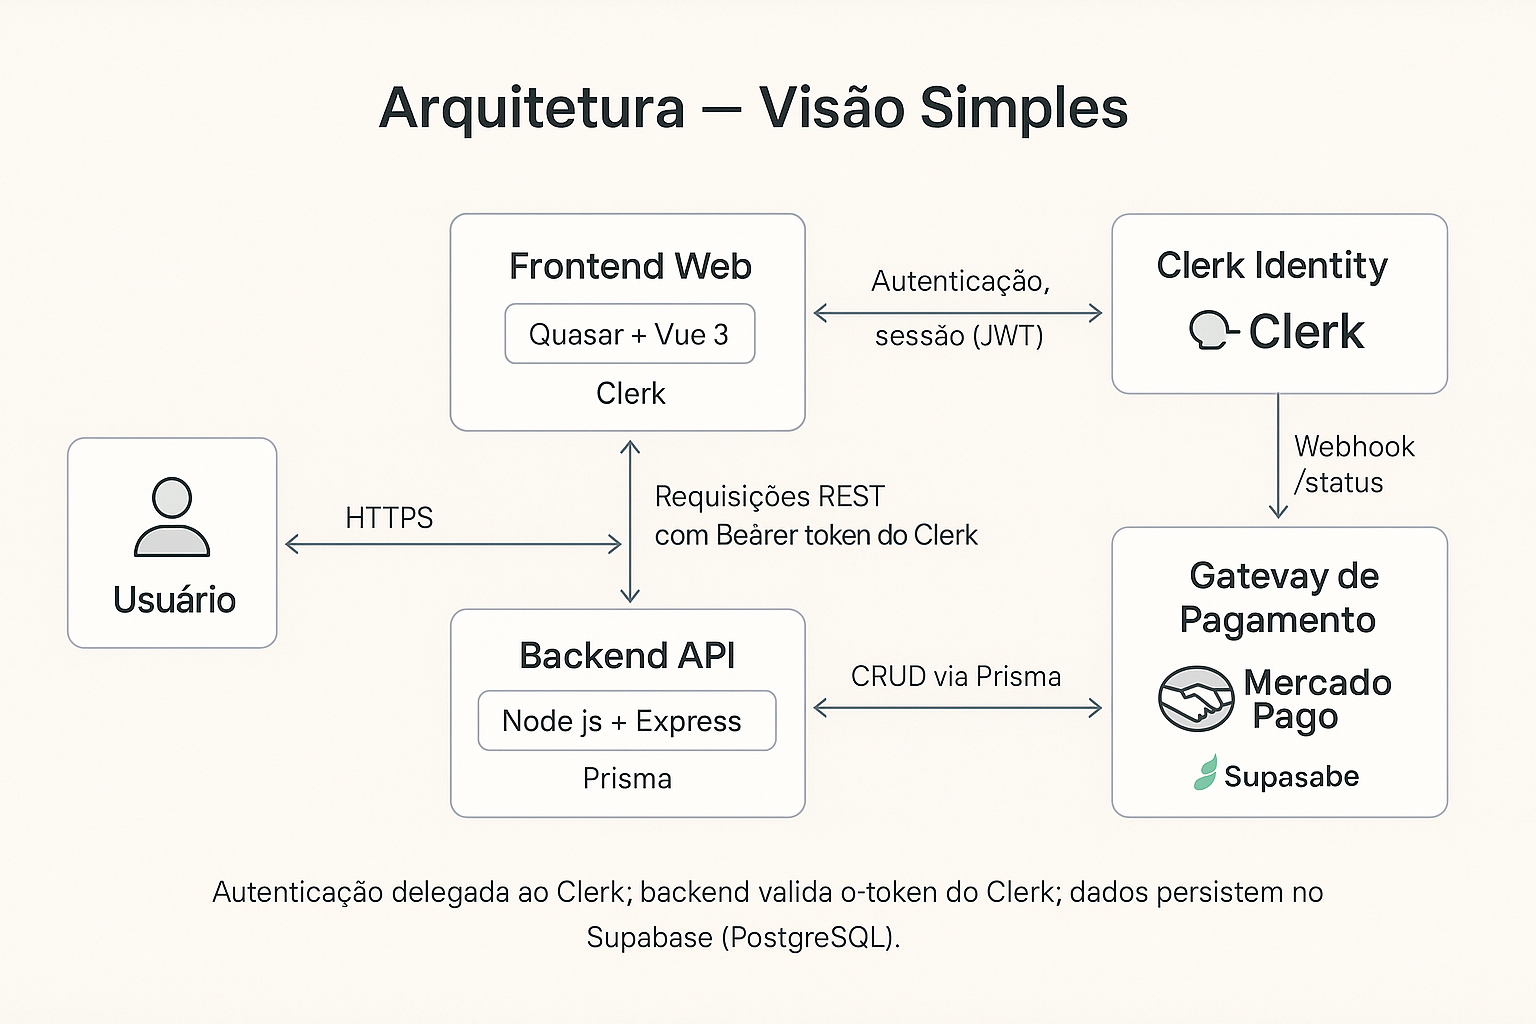 Arquitetura — Visão Simples
Frontend Web
Quasar + Vue 3
Clerk
Autenticação,
sessão (JWT)
Clerk Identity
Clerk
Webhook
/status
Usuário
HTTPS
Requisições REST
com Beårer token do Clerk
Backend API
Node js + Express
Prisma
CRUD via Prisma
Gatevay de
Pagamento
Mercado
Pago
Supasabe
Autenticação delegada ao Clerk; backend valida o-token do Clerk; dados persistem no
Supabase (PostgreSQL).